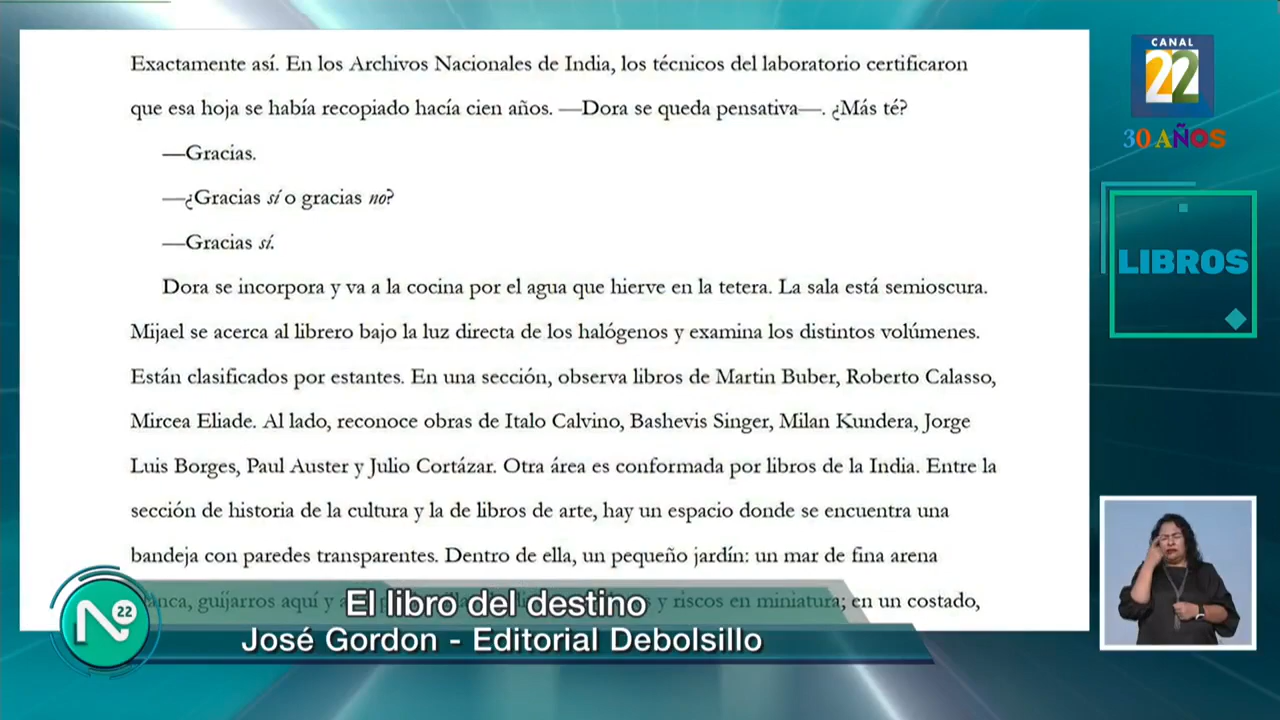 Exactamente así. En los Archivos Nacionales de India, los técnicos del laboratorio certificaron
que esa hoja se había recopiado hacía cien años. —Dora se queda pensativa—. ¿Más té?
—Gracias.
—¿Gracias sí o gracias no?
—Gracias sí.
Dora se incorpora y va a la cocina por el agua que hierve en la tetera. La sala está semioscura.
Mijael se acerca al librero bajo la luz directa de los halógenos y examina los distintos volúmenes.
Están clasificados por estantes. En una sección, observa libros de Martin Buber, Roberto Calasso,
Mircea Eliade. Al lado, reconoce obras de Italo Calvino, Bashevis Singer, Milan Kundera, Jorge
Luis Borges, Paul Auster y Julio Cortázar. Otra área es conformada por libros de la India. Entre la
sección de historia de la cultura y la de libros de arte, hay un espacio donde se encuentra una
bandeja con paredes transparentes. Dentro de ella, un pequeño jardín: un mar de fina arena
guijarros aquí y y riscos en miniatura; en un costado,
El libro del destino
José Gordon - Editorial Debolsillo
N22
CANAL
22
30 AÑOS
LIBROS